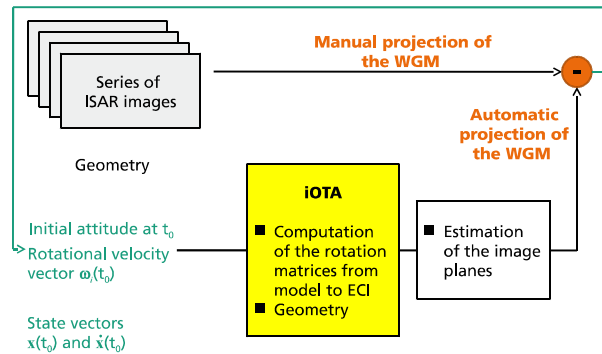 Series of
ISAR images
Manual projection of
the WGM
-
Automatic
projection
of the WGM
Geometry
iOTA
■ Computation
of the rotation
matrices from
model to ECI
■ Geometry
■ Estimation
of the image
planes
Initial attitude at t₀
Rotational velocity
vector ωᵢ(t₀)
State vectors
x(t₀) and ẋ(t₀)